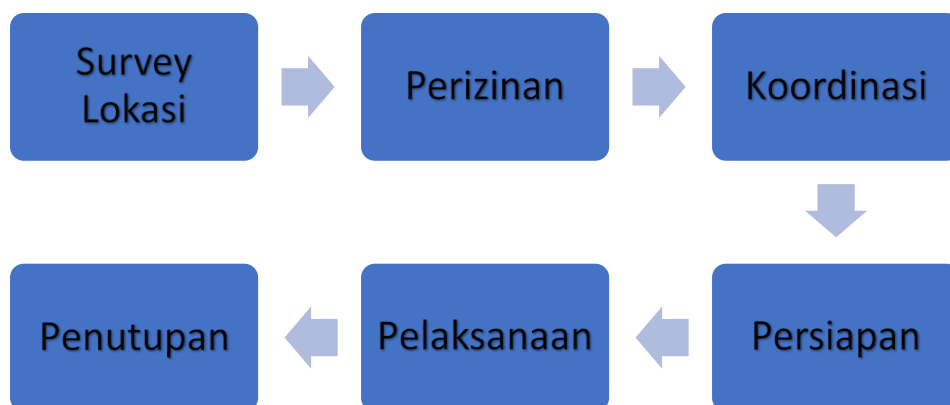 Survey
Lokasi
Perizinan
Koordinasi
Persiapan
Pelaksanaan
Penutupan